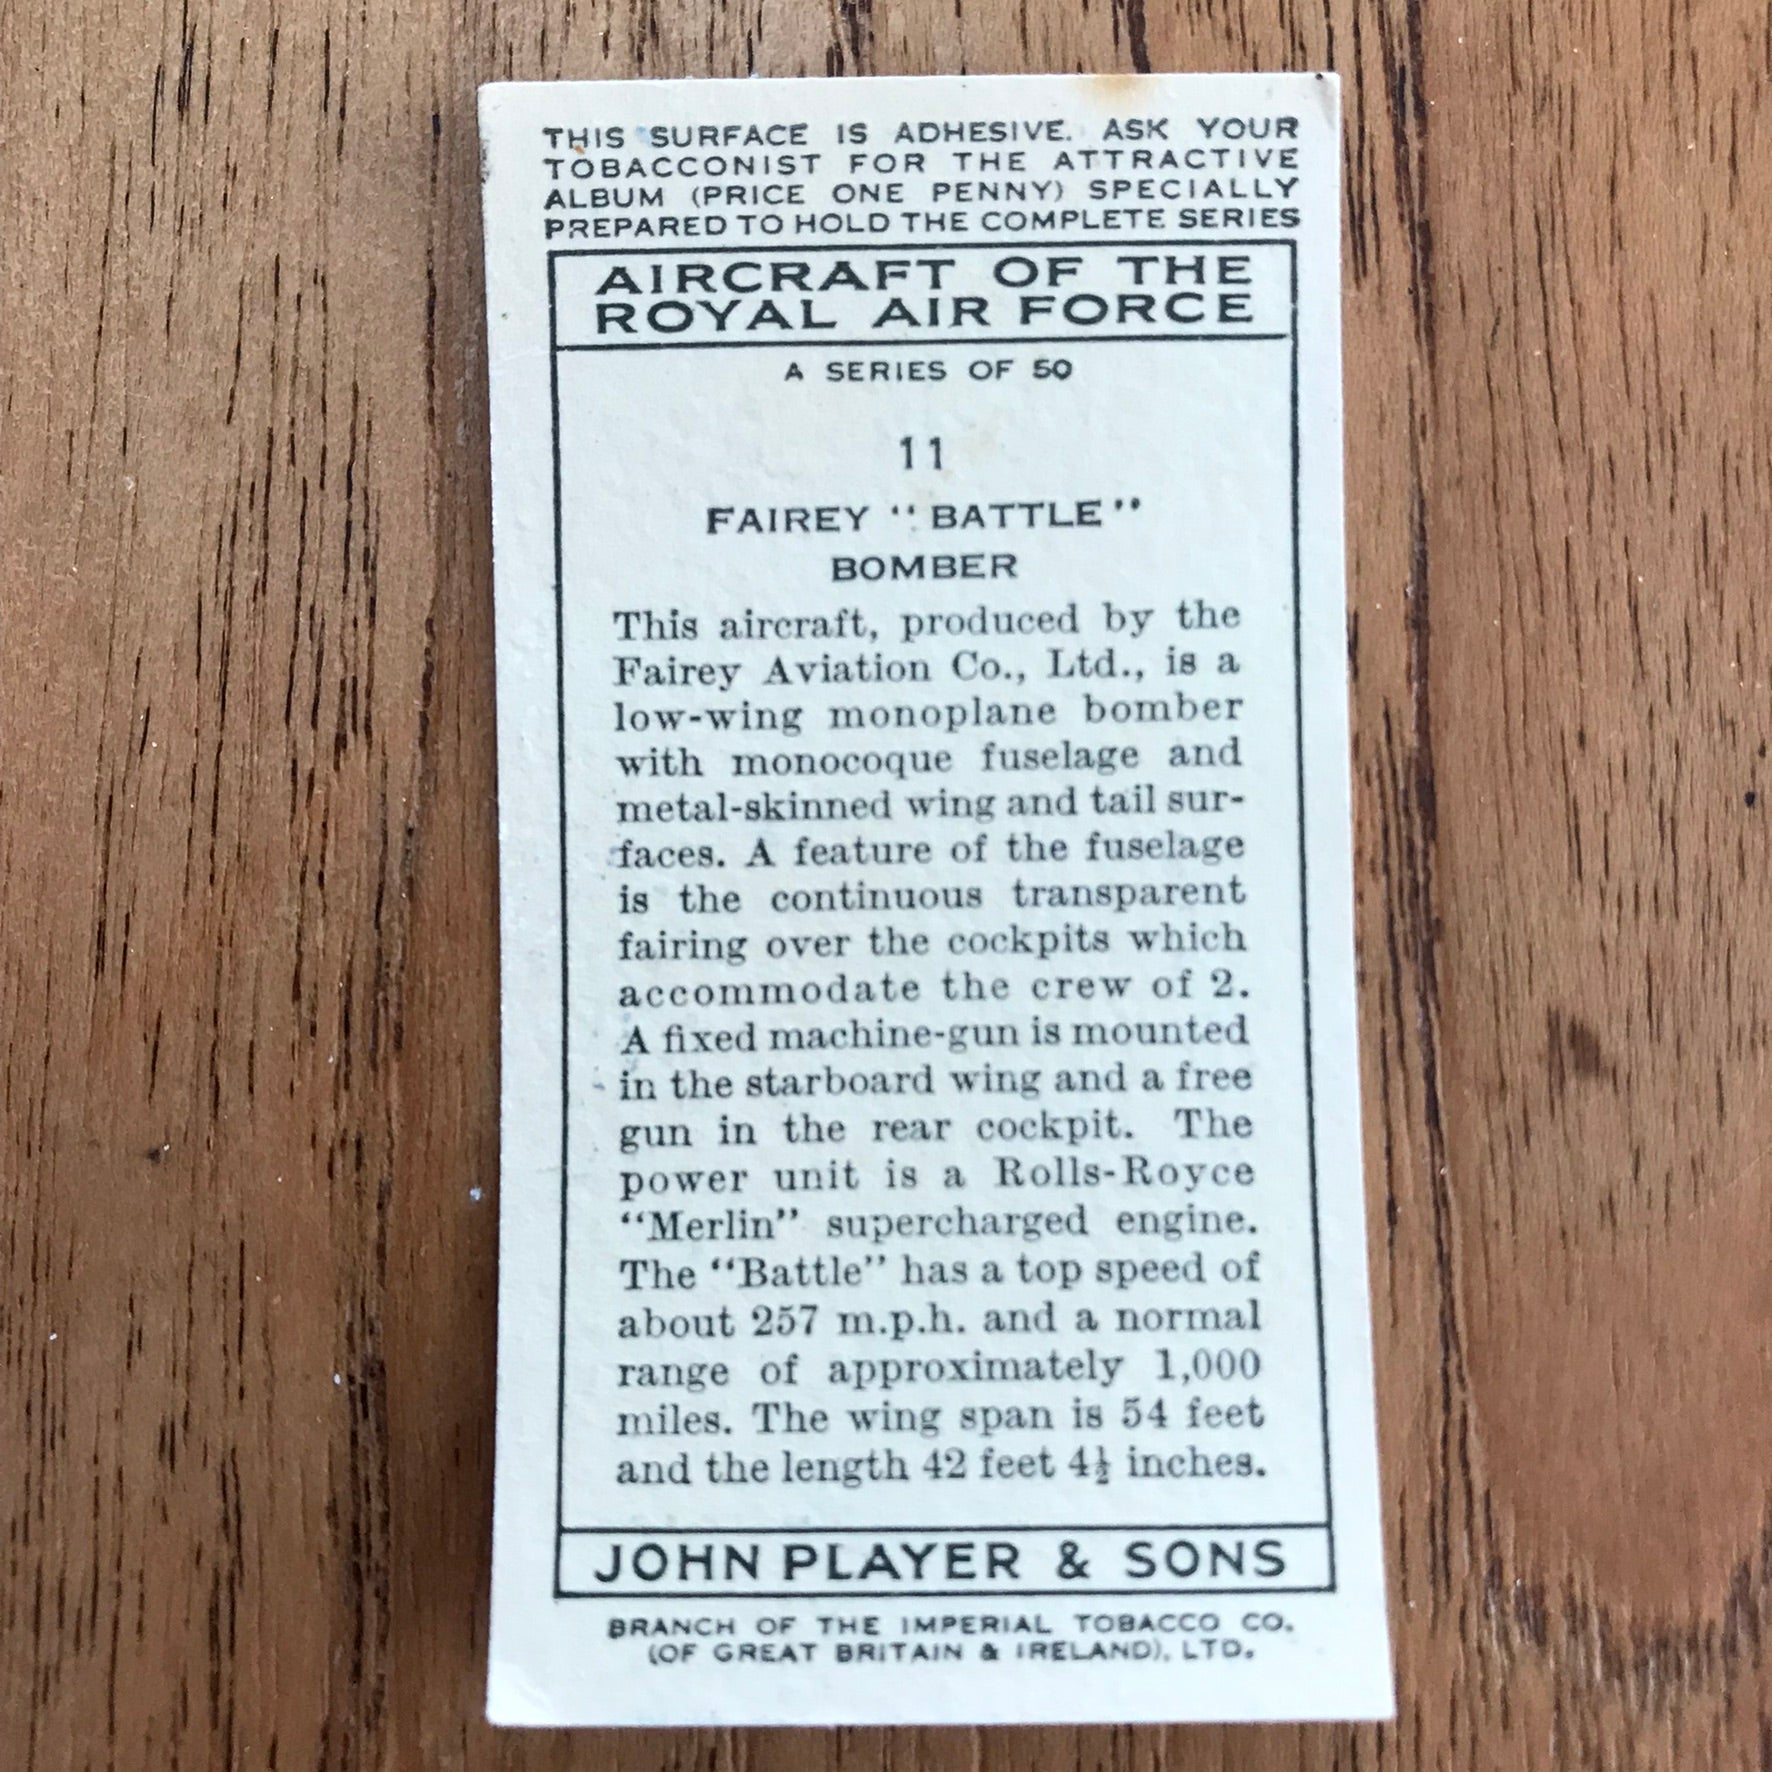 THIS SURFACE IS ADHESIVE. ASK YOUR
TOBACCONIST FOR THE ATTRACTIVE
ALBUM (PRICE ONE PENNY) SPECIALLY
PREPARED TO HOLD THE COMPLETE SERIES
AIRCRAFT OF THE
ROYAL AIR FORCE
A SERIES OF 50
11
FAIREY "BATTLE"
BOMBER
This aircraft, produced by the
Fairey Aviation Co., Ltd., is a
low-wing monoplane bomber
with monocoque fuselage and
metal-skinned wing and tail sur-
faces. A feature of the fuselage
is the continuous transparent
fairing over the cockpits which
accommodate the crew of 2.
A fixed machine-gun is mounted
in the starboard wing and a free
gun in the rear cockpit. The
power unit is a Rolls-Royce
"Merlin" supercharged engine.
The "Battle" has a top speed of
about 257 m.p.h. and a normal
range of approximately 1,000
miles. The wing span is 54 feet
and the length 42 feet 4½ inches.
JOHN PLAYER & SONS
BRANCH OF THE IMPERIAL TOBACCO CO.
(OF GREAT BRITAIN & IRELAND), LTD.